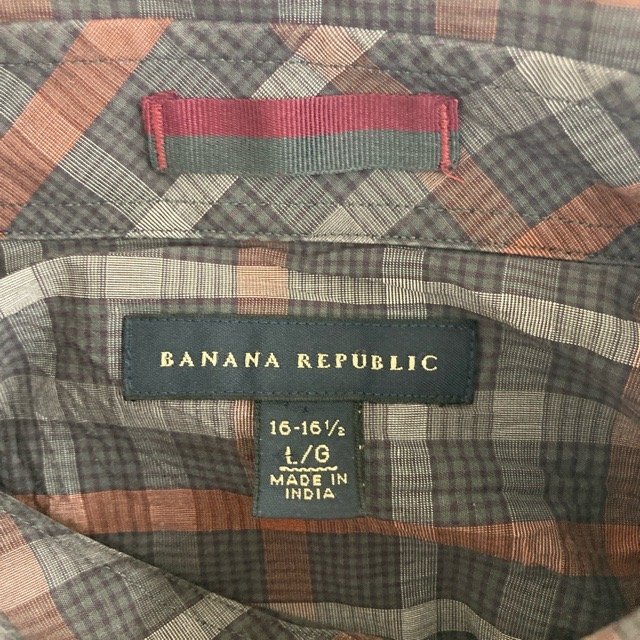 BANANA REPUBLIC
16-16½
L/G
MADE IN
INDIA